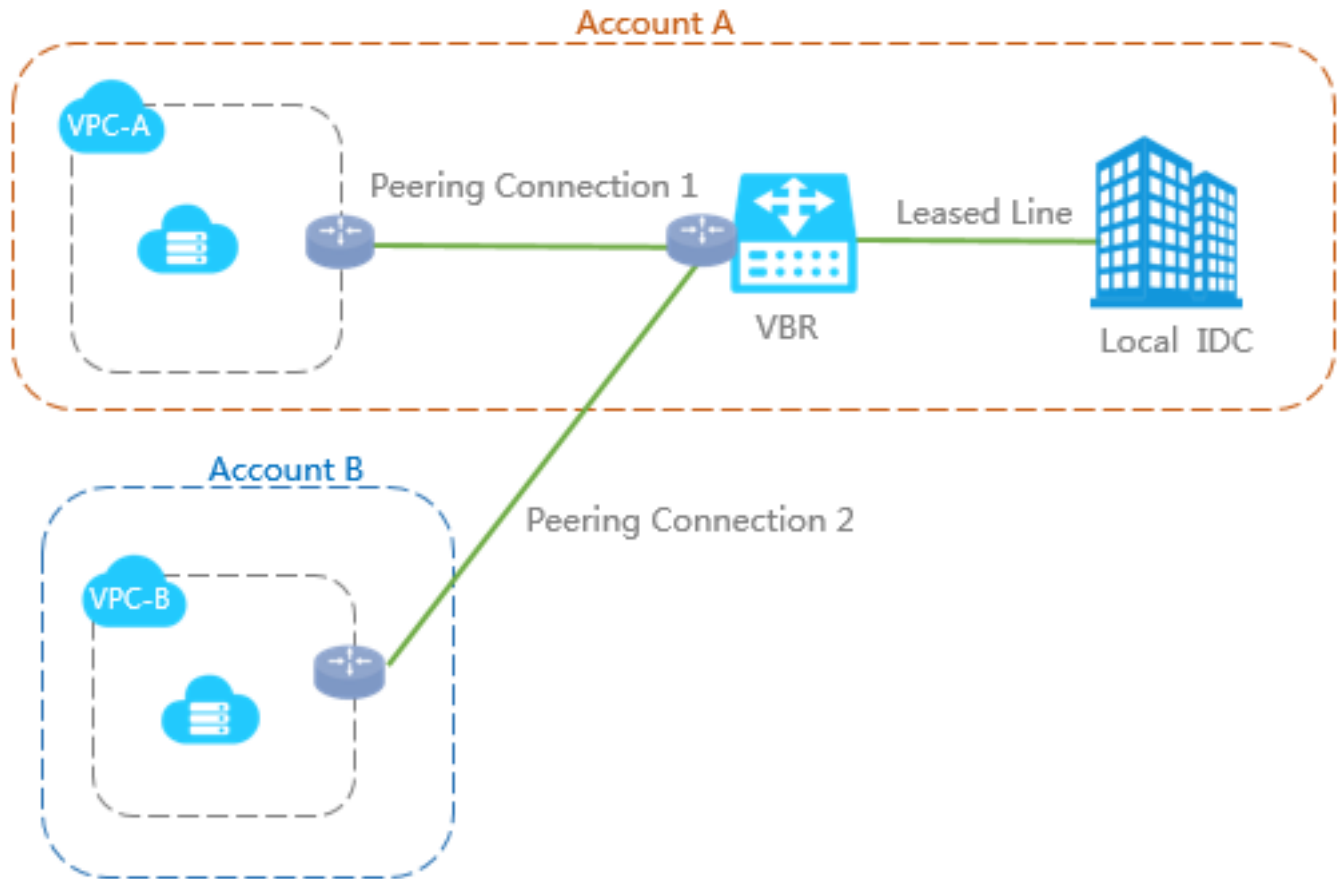 Account A
VPC-A
Peering Connection 1
Leased Line
VBR
Local IDC
Account B
Peering Connection 2
VPC-B